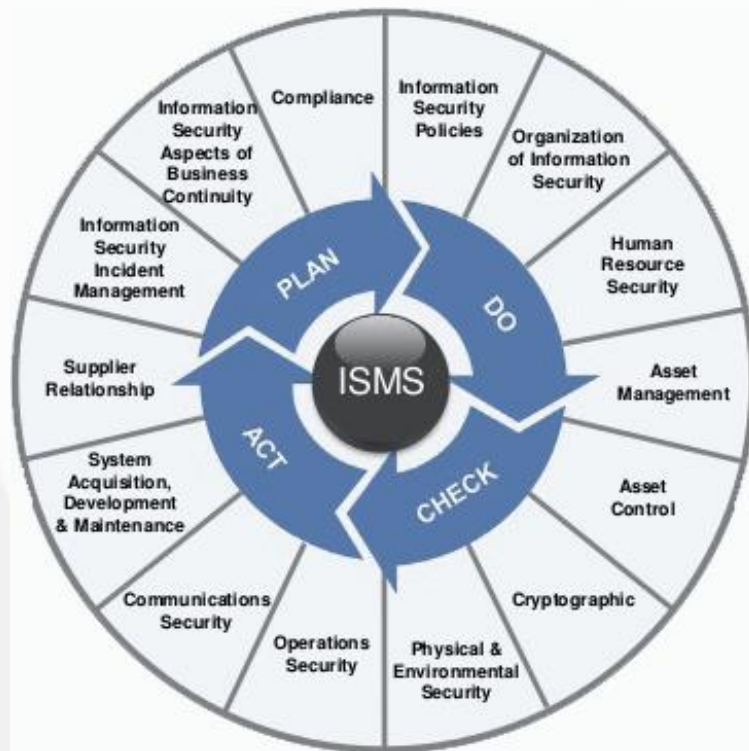 Information
Security
Policies
Organization
of Information
Security
Human
Resource
Security
Asset
Management
Asset
Control
Cryptographic
Physical &
Environmental
Security
Operations
Security
Communications
Security
System
Acquisition,
Development
& Maintenance
Supplier
Relationship
Information
Security
Incident
Management
Information
Security
Aspects of
Business
Continuity
Compliance
PLAN
DO
CHECK
ACT
ISMS